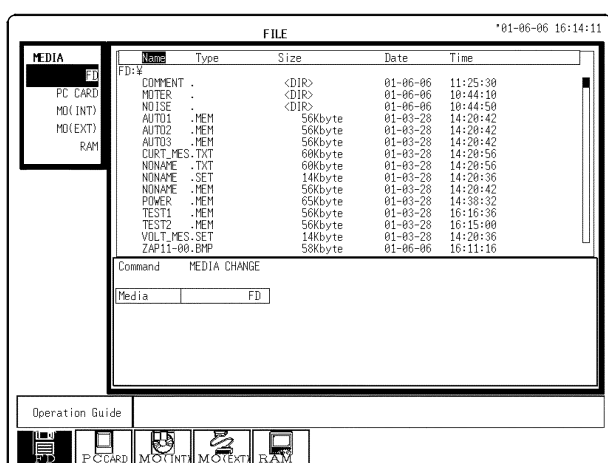 FILE
'01-06-06 16:14:11
MEDIA
FD
PC CARD
MO(INT)
MO(EXT)
RAM
Name Type Size Date Time
FD:¥
COMMENT . <DIR> 01-06-06 11:25:30
MOTER . <DIR> 01-06-06 10:44:10
NOISE . <DIR> 01-06-06 10:44:50
AUTO1 .MEM 56Kbyte 01-03-28 14:20:42
AUTO2 .MEM 56Kbyte 01-03-28 14:20:42
AUTO3 .MEM 56Kbyte 01-03-28 14:20:42
CURT_MES.TXT 60Kbyte 01-03-28 14:20:56
NONAME .TXT 60Kbyte 01-03-28 14:20:56
NONAME .SET 14Kbyte 01-03-28 14:20:36
NONAME .MEM 56Kbyte 01-03-28 14:20:42
POWER .MEM 65Kbyte 01-03-28 14:38:32
TEST1 .MEM 56Kbyte 01-03-28 16:16:36
TEST2 .MEM 56Kbyte 01-03-28 16:15:00
VOLT_MES.SET 14Kbyte 01-03-28 14:20:36
ZAP11-00.BMP 58Kbyte 01-06-06 16:11:16
Command MEDIA CHANGE
Media FD
Operation Guide
FD PCCARD MO(INT) MO(EXT) RAM